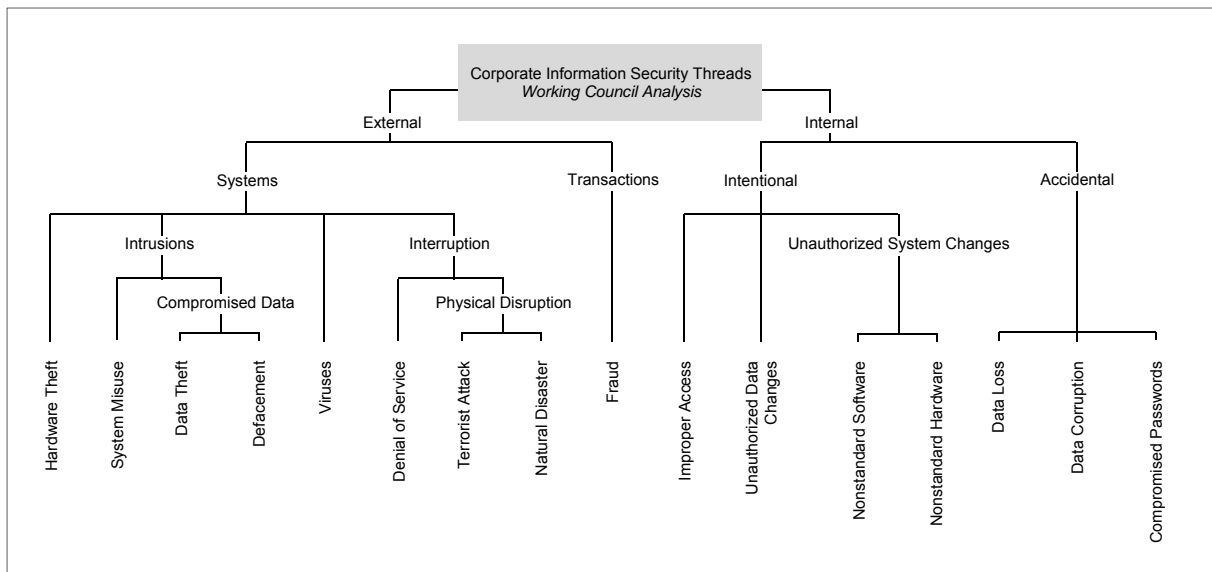 Corporate Information Security Threads
Working Council Analysis
External
Internal
Systems
Transactions
Intentional
Accidental
Intrusions
Interruption
Unauthorized System Changes
Compromised Data
Physical Disruption
Hardware Theft
System Misuse
Data Theft
Defacement
Viruses
Denial of Service
Terrorist Attack
Natural Disaster
Fraud
Improper Access
Unauthorized Data
Changes
Nonstandard Software
Nonstandard Hardware
Data Loss
Data Corruption
Compromised Passwords